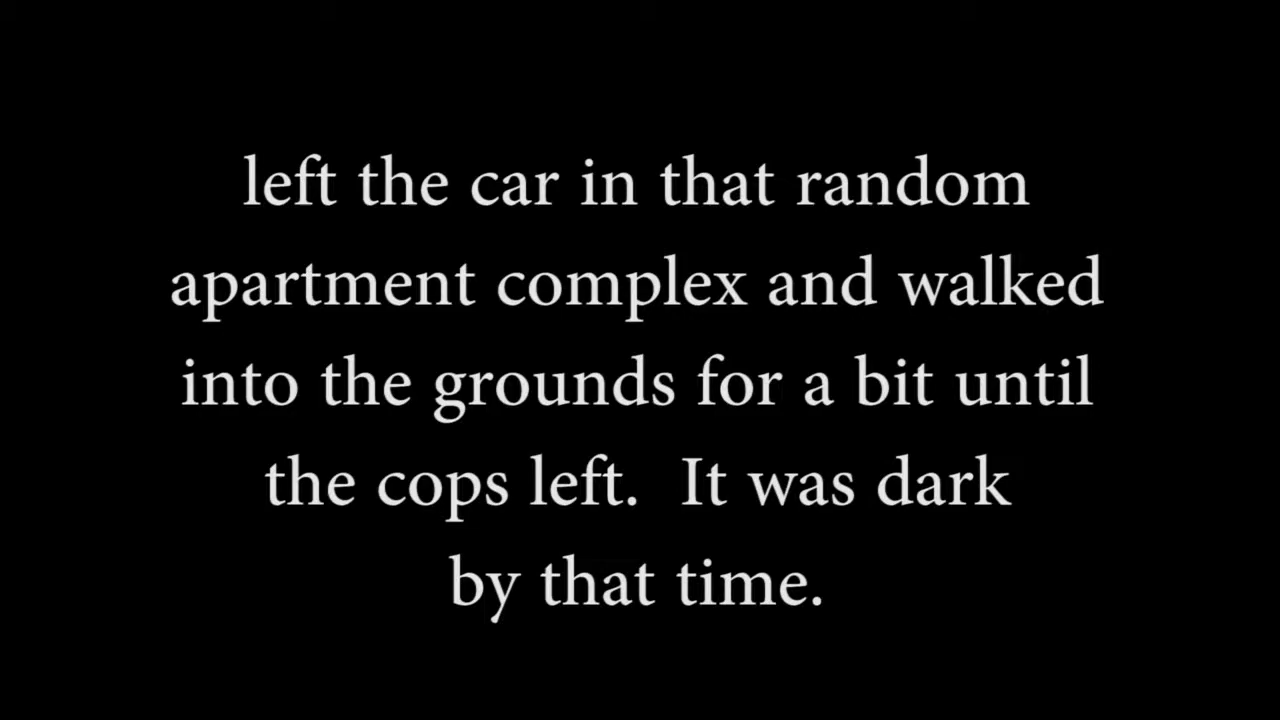 left the car in that random
apartment complex and walked
into the grounds for a bit until
the cops left.  It was dark
by that time.